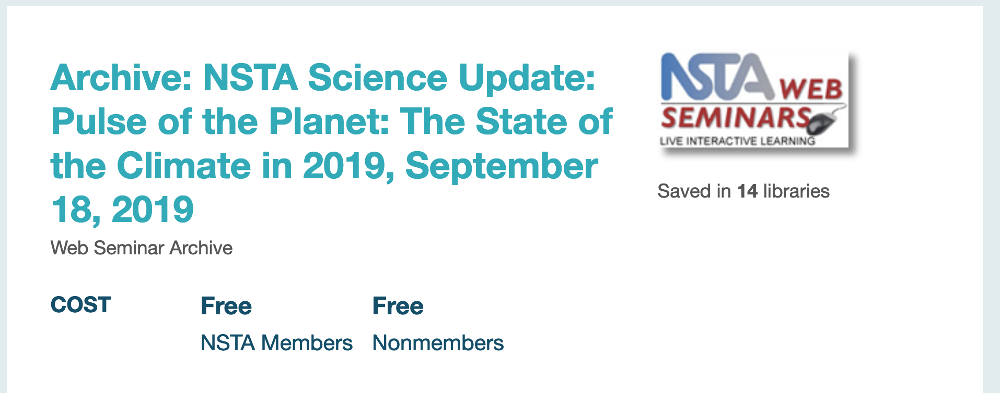 Archive: NSTA Science Update:
Pulse of the Planet: The State of
the Climate in 2019, September
18, 2019
Web Seminar Archive
COST
Free
Free
NSTA Members
Nonmembers
NSTA WEB
SEMINARS
LIVE INTERACTIVE LEARNING
Saved in 14 libraries